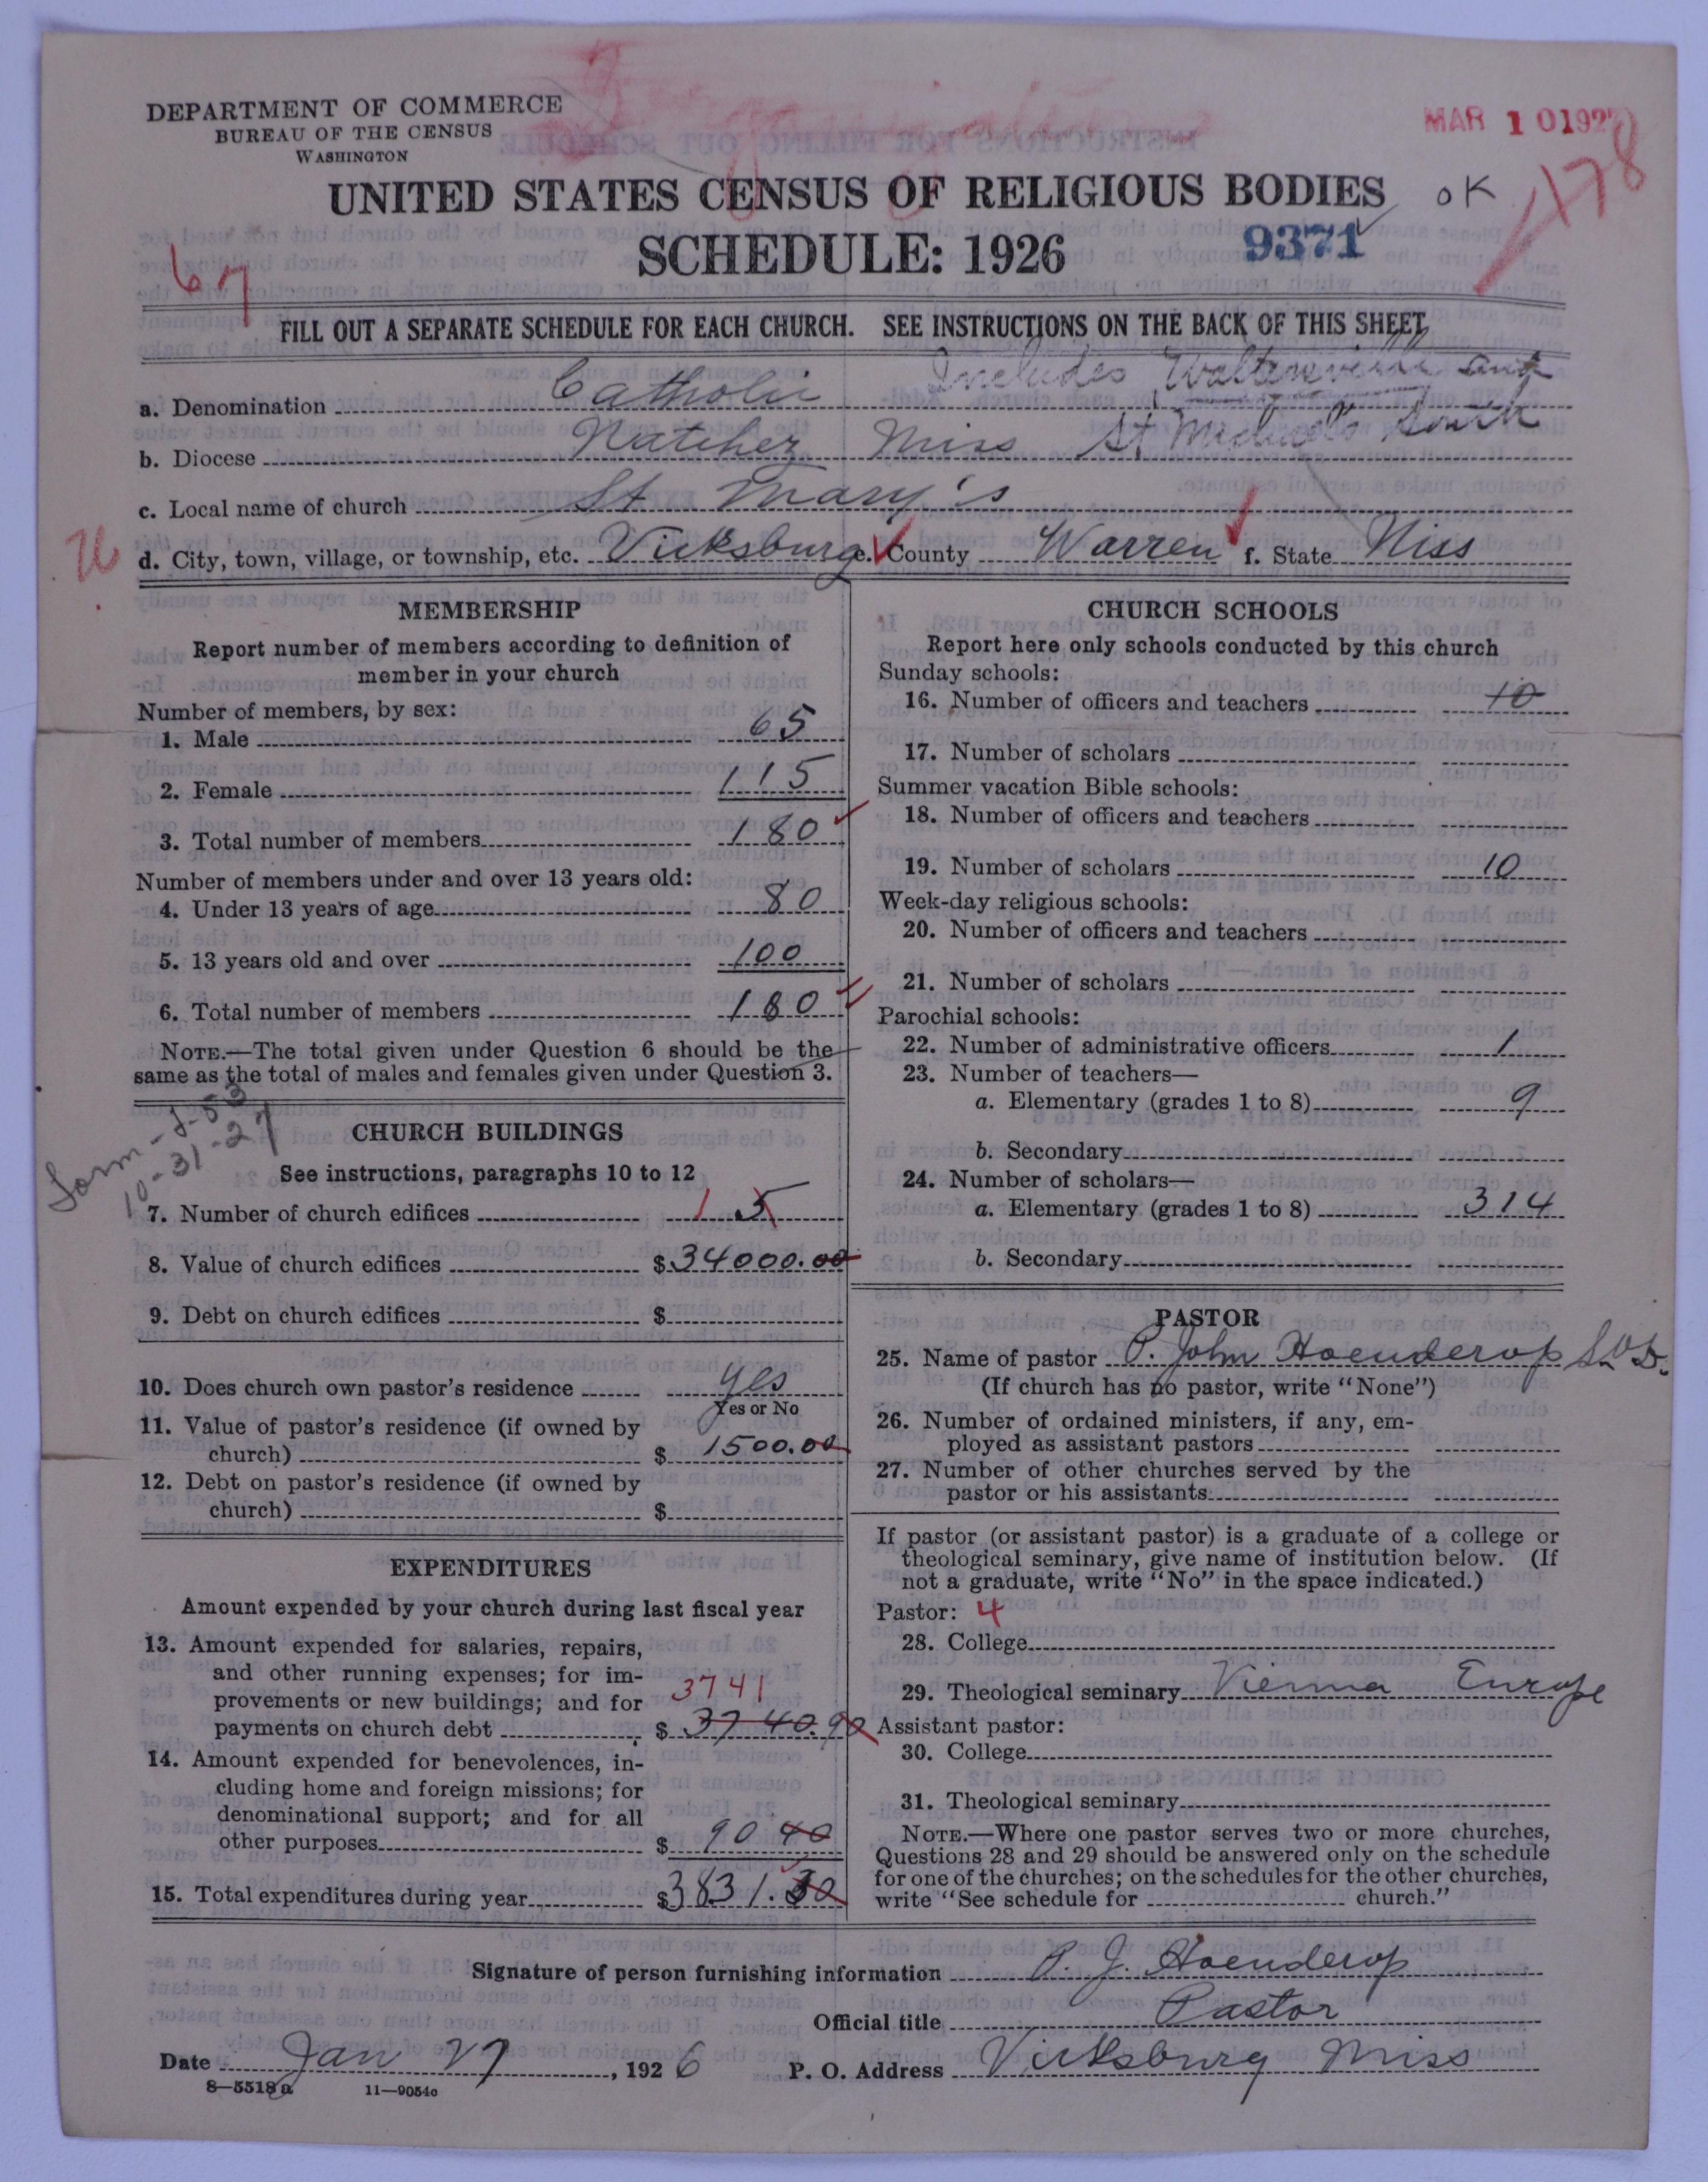 DEPARTMENT OF COMMERCE
BUREAU OF THE CENSUS
WASHINGTON
MAR 10 1927
UNITED STATES CENSUS OF RELIGIOUS BODIES
OK
178
SCHEDULE: 1926
9371
67
FILL OUT A SEPARATE SCHEDULE FOR EACH CHURCH. SEE INSTRUCTIONS ON THE BACK OF THIS SHEET
Includes Waltersville and
a. Denomination Catholic
St Michael's South
b. Diocese Natchez Miss
c. Local name of church St Mary's
d. City, town, village, or township, etc. Vicksburg e. County Warren f. State Miss
MEMBERSHIP
Report number of members according to definition of
member in your church
Number of members, by sex:
1. Male 65
2. Female 115
3. Total number of members 180
Number of members under and over 13 years old:
4. Under 13 years of age 80
5. 13 years old and over 100
6. Total number of members 180
NOTE.—The total given under Question 6 should be the
same as the total of males and females given under Question 3.
10-31-27
CHURCH BUILDINGS
See instructions, paragraphs 10 to 12
7. Number of church edifices 1 5
8. Value of church edifices $34000.00
9. Debt on church edifices $
10. Does church own pastor's residence yes
Yes or No
11. Value of pastor's residence (if owned by
church) $ 1500.00
12. Debt on pastor's residence (if owned by
church) $
EXPENDITURES
Amount expended by your church during last fiscal year
13. Amount expended for salaries, repairs,
and other running expenses; for im-
provements or new buildings; and for 3741
payments on church debt $ 3740.90
14. Amount expended for benevolences, in-
cluding home and foreign missions; for
denominational support; and for all
other purposes $ 90 40
15. Total expenditures during year $3831.30
CHURCH SCHOOLS
Report here only schools conducted by this church
Sunday schools:
16. Number of officers and teachers 10
17. Number of scholars
Summer vacation Bible schools:
18. Number of officers and teachers
19. Number of scholars 10
Week-day religious schools:
20. Number of officers and teachers
21. Number of scholars
Parochial schools:
22. Number of administrative officers 1
23. Number of teachers—
a. Elementary (grades 1 to 8) 9
b. Secondary
24. Number of scholars—
a. Elementary (grades 1 to 8) 314
b. Secondary
PASTOR
25. Name of pastor P. John Hoenderop S.V.D.
(If church has no pastor, write "None")
26. Number of ordained ministers, if any, em-
ployed as assistant pastors
27. Number of other churches served by the
pastor or his assistants
If pastor (or assistant pastor) is a graduate of a college or
theological seminary, give name of institution below. (If
not a graduate, write "No" in the space indicated.)
Pastor: 4
28. College
29. Theological seminary Vienna Europe
Assistant pastor:
30. College
31. Theological seminary
NOTE.—Where one pastor serves two or more churches,
Questions 28 and 29 should be answered only on the schedule
for one of the churches; on the schedules for the other churches,
write "See schedule for church."
Signature of person furnishing information P. J. Hoenderop
Official title Pastor
Date Jan 27, 1926 P. O. Address Vicksburg Miss
8—5518 a 11—9054c